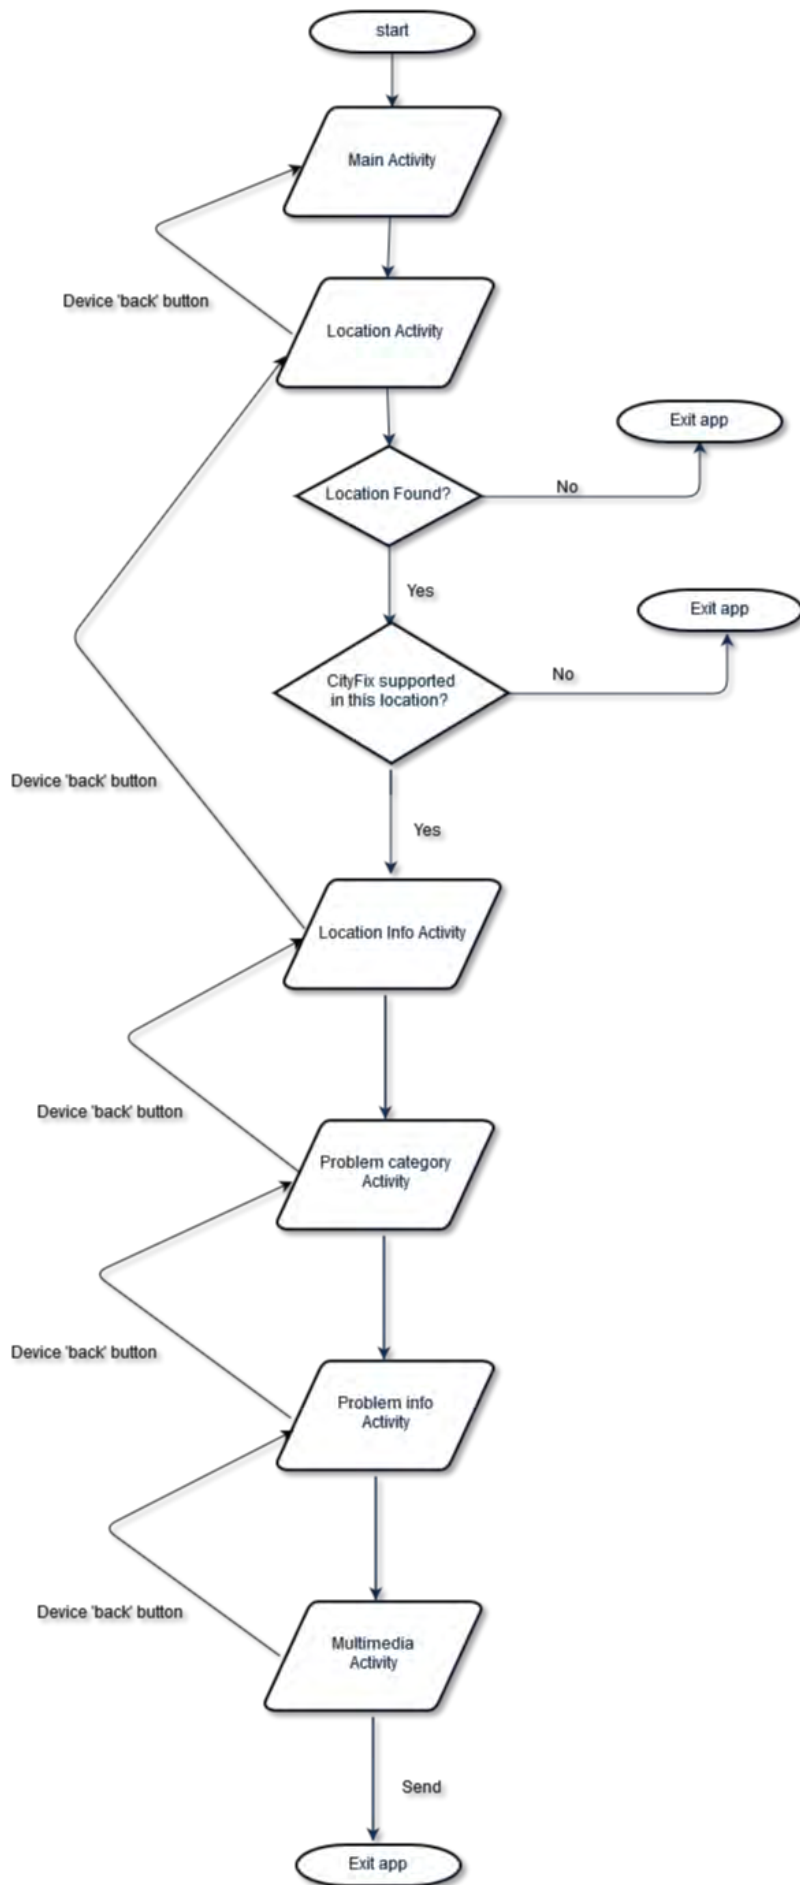 start
Main Activity
Device 'back' button
Location Activity
Exit app
Location Found?
No
Yes
Exit app
CityFix supported
in this location?
No
Device 'back' button
Yes
Location Info Activity
Device 'back' button
Problem category
Activity
Device 'back' button
Problem info
Activity
Device 'back' button
Multimedia
Activity
Send
Exit app